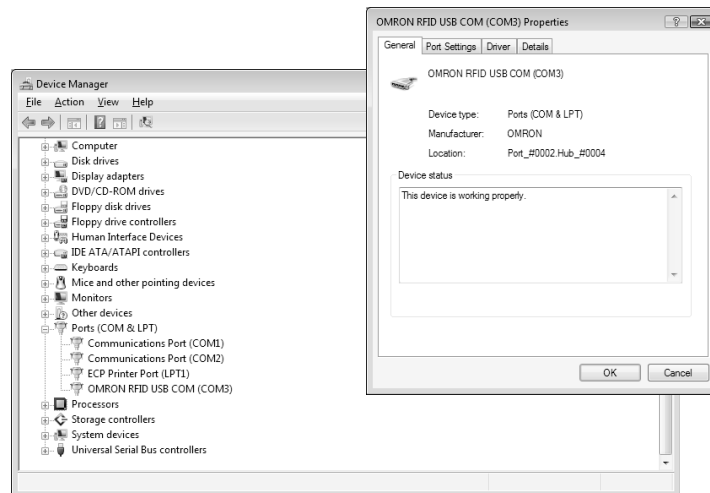 OMRON RFID USB COM (COM3) Properties
General Port Settings Driver Details
OMRON RFID USB COM (COM3)
Device type: Ports (COM & LPT)
Manufacturer: OMRON
Location: Port_#0002.Hub_#0004
Device status
This device is working properly.
OK Cancel
Device Manager
File Action View Help
Computer
Disk drives
Display adapters
DVD/CD-ROM drives
Floppy disk drives
Floppy drive controllers
Human Interface Devices
IDE ATA/ATAPI controllers
Keyboards
Mice and other pointing devices
Monitors
Other devices
Ports (COM & LPT)
Communications Port (COM1)
Communications Port (COM2)
ECP Printer Port (LPT1)
OMRON RFID USB COM (COM3)
Processors
Storage controllers
System devices
Universal Serial Bus controllers